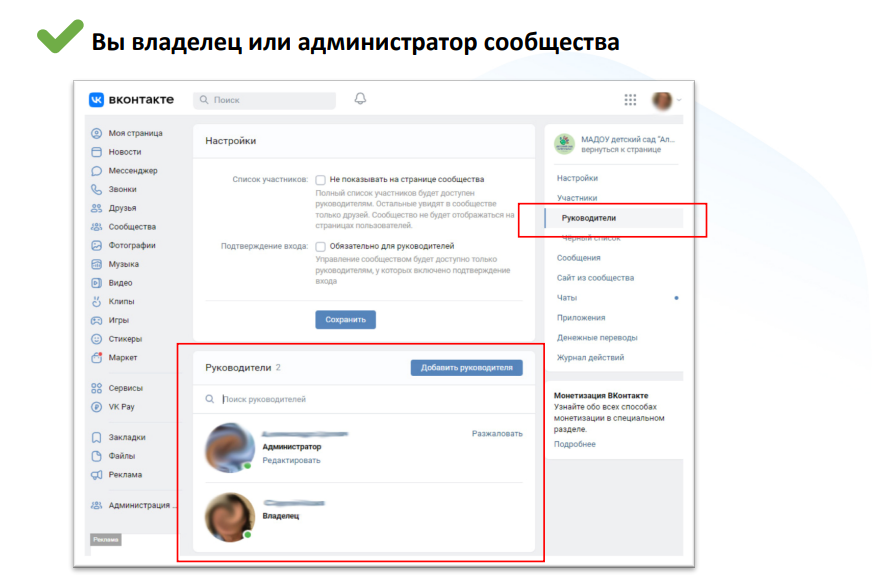 Вы владелец или администратор сообщества
вконтакте
Поиск
Моя страница
Новости
Мессенджер
Звонки
Друзья
Сообщества
Фотографии
Музыка
Видео
Клипы
Игры
Стикеры
Маркет
Сервисы
VK Pay
Закладки
Файлы
Реклама
Администрация ...
Реклама
Настройки
Список участников: Не показывать на странице сообщества
Полный список участников будет доступен
руководителям. Остальные увидят в сообществе
только друзей. Сообщество не будет отображаться на
страницах пользователей.
Подтверждение входа: Обязательно для руководителей
Управление сообществом будет доступно только
руководителям, у которых включено подтверждение
входа
Сохранить
Руководители 2
Добавить руководителя
Поиск руководителей
Администратор
Редактировать
Разжаловать
Владелец
МАДОУ детский сад "Ал...
вернуться к странице
Настройки
Участники
Руководители
Чёрный список
Сообщения
Сайт из сообщества
Чаты
Приложения
Денежные переводы
Журнал действий
Монетизация ВКонтакте
Узнайте обо всех способах
монетизации в специальном
разделе.
Подробнее